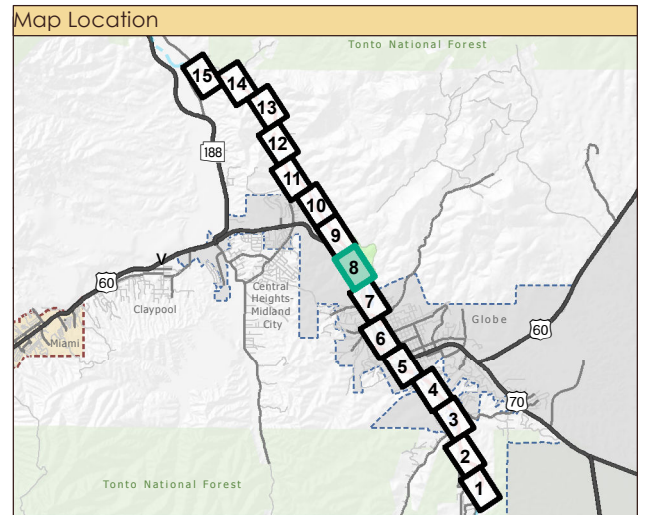 Map Location
Tonto National Forest
15
14
13
12
188
11
10
9
V
8
60
Central
Heights-
Midland
City
Claypool
7
Globe
60
Miami
6
5
4
70
3
2
Tonto National Forest
1